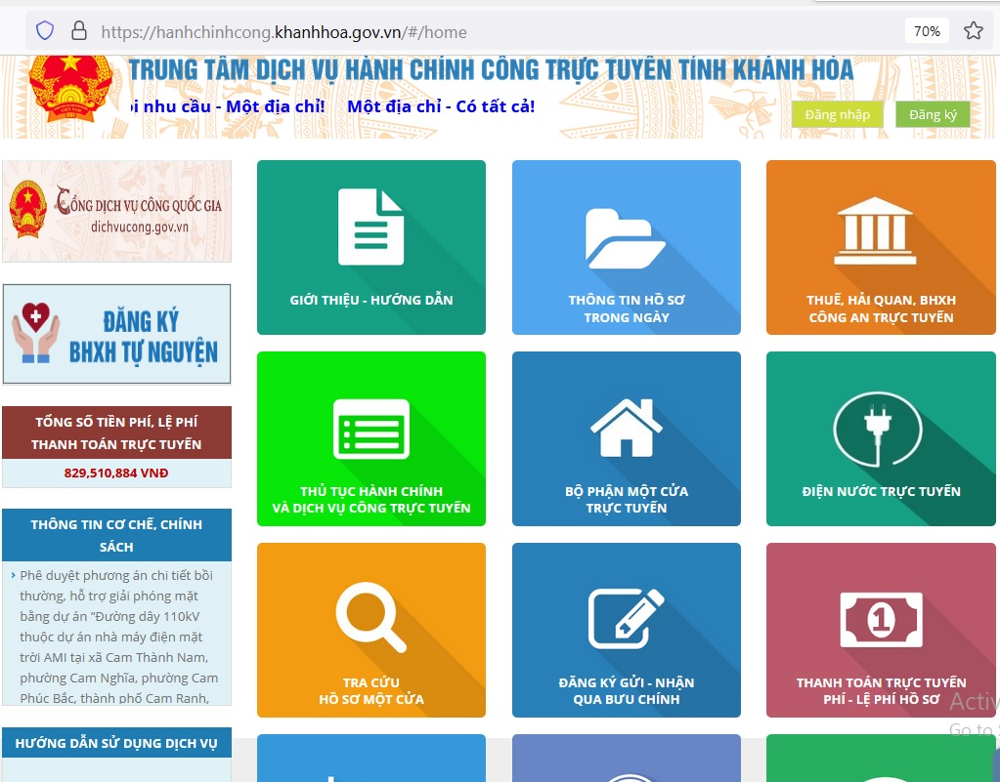 https://hanhchinhcong.khanhhoa.gov.vn/#/home
70%
TRUNG TÂM DỊCH VỤ HÀNH CHÍNH CÔNG TRỰC TUYẾN TỈNH KHÁNH HÒA
nhu cầu - Một địa chỉ! Một địa chỉ - Có tất cả!
Đăng nhập
Đăng ký
CỔNG DỊCH VỤ CÔNG QUỐC GIA
dichvucong.gov.vn
GIỚI THIỆU - HƯỚNG DẪN
THÔNG TIN HỒ SƠ
TRONG NGÀY
THUẾ, HẢI QUAN, BHXH
CÔNG AN TRỰC TUYẾN
ĐĂNG KÝ
BHXH TỰ NGUYỆN
TỔNG SỐ TIỀN PHÍ, LỆ PHÍ
THANH TOÁN TRỰC TUYẾN
829,510,884 VNĐ
THỦ TỤC HÀNH CHÍNH
VÀ DỊCH VỤ CÔNG TRỰC TUYẾN
BỘ PHẬN MỘT CỬA
TRỰC TUYẾN
ĐIỆN NƯỚC TRỰC TUYẾN
THÔNG TIN CƠ CHẾ, CHÍNH
SÁCH
Phê duyệt phương án chi tiết bồi
thường, hỗ trợ giải phóng mặt
bằng dự án “Đường dây 110kV
thuộc dự án nhà máy điện mặt
trời AMI tại xã Cam Thành Nam,
phường Cam Nghĩa, phường Cam
Phúc Bắc, thành phố Cam Ranh,
TRA CỨU
HỒ SƠ MỘT CỬA
ĐĂNG KÝ GỬI - NHẬN
QUA BƯU CHÍNH
1
THANH TOÁN TRỰC TUYẾN
PHÍ - LỆ PHÍ HỒ SƠ
Go to
HƯỚNG DẪN SỬ DỤNG DỊCH VỤ